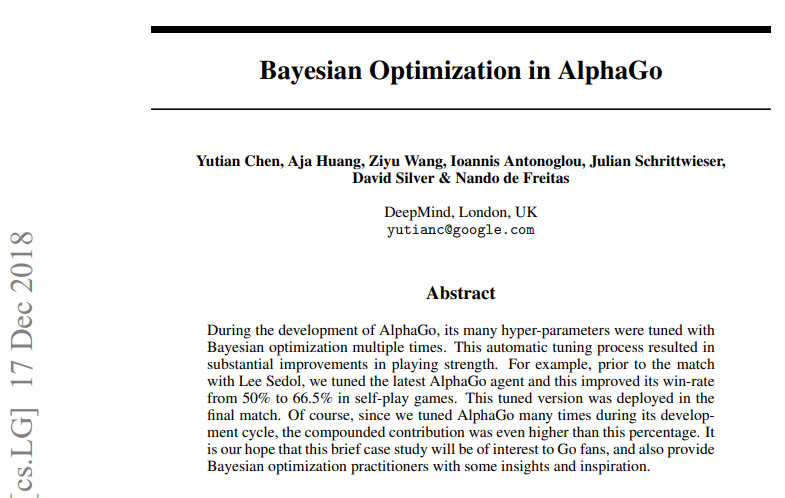 Bayesian Optimization in AlphaGo
Yutian Chen, Aja Huang, Ziyu Wang, Ioannis Antonoglou, Julian Schrittwieser,
David Silver & Nando de Freitas
DeepMind, London, UK
yutianc@google.com
Abstract
During the development of AlphaGo, its many hyper-parameters were tuned with
Bayesian optimization multiple times. This automatic tuning process resulted in
substantial improvements in playing strength. For example, prior to the match
with Lee Sedol, we tuned the latest AlphaGo agent and this improved its win-rate
from 50% to 66.5% in self-play games. This tuned version was deployed in the
final match. Of course, since we tuned AlphaGo many times during its develop-
ment cycle, the compounded contribution was even higher than this percentage. It
is our hope that this brief case study will be of interest to Go fans, and also provide
Bayesian optimization practitioners with some insights and inspiration.
cs.LG] 17 Dec 2018